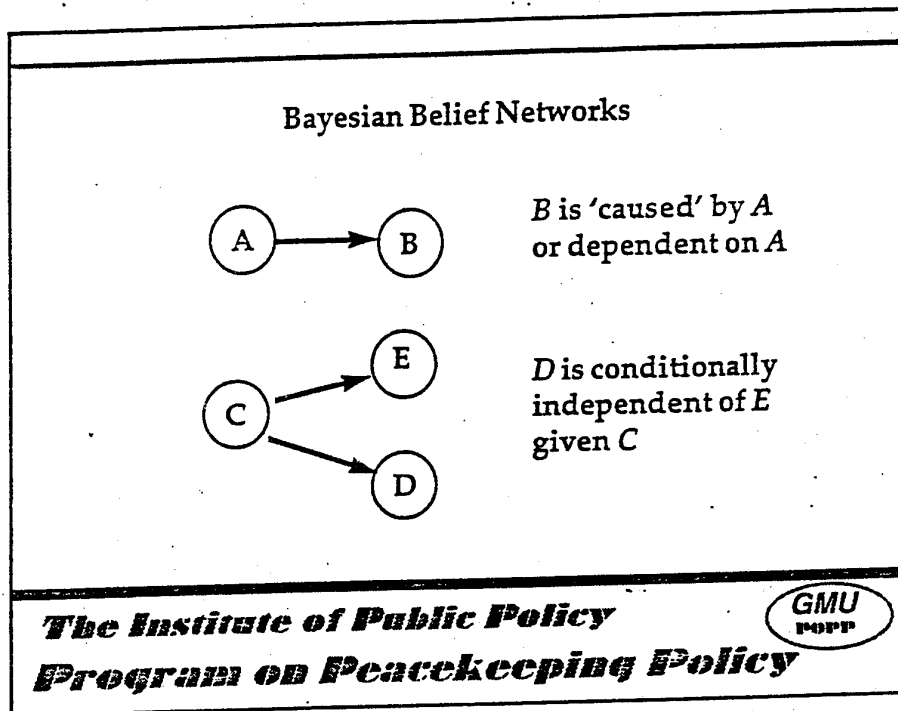 Bayesian Belief Networks
A
B
B is 'caused' by A
or dependent on A
C
E
D
D is conditionally
independent of E
given C
The Institute of Public Policy
Program on Peacekeeping Policy
GMU
POPP